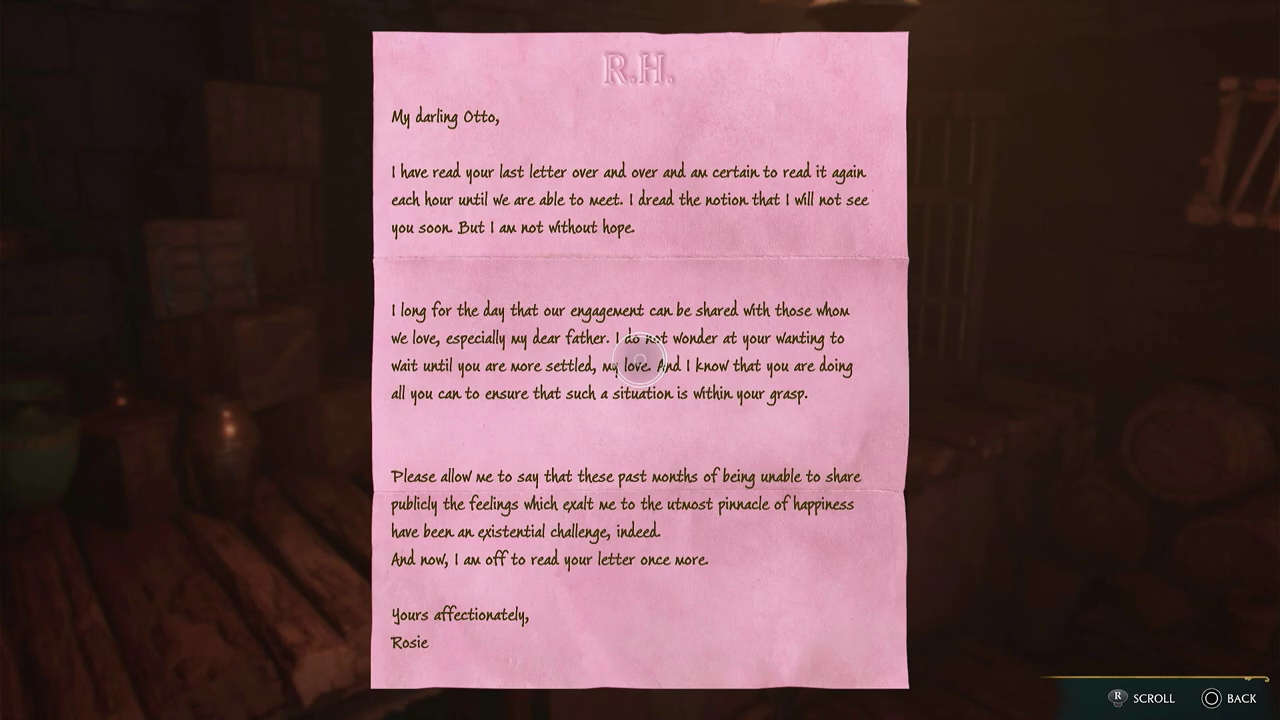 R.H.
My darling Otto,
I have read your last letter over and over and am certain to read it again
each hour until we are able to meet. I dread the notion that I will not see
you soon. But I am not without hope.
I long for the day that our engagement can be shared with those whom
we love, especially my dear father. I do not wonder at your wanting to
wait until you are more settled, my love. And I know that you are doing
all you can to ensure that such a situation is within your grasp.
Please allow me to say that these past months of being unable to share
publicly the feelings which exalt me to the utmost pinnacle of happiness
have been an existential challenge, indeed.
And now, I am off to read your letter once more.
Yours affectionately,
Rosie
R SCROLL BACK